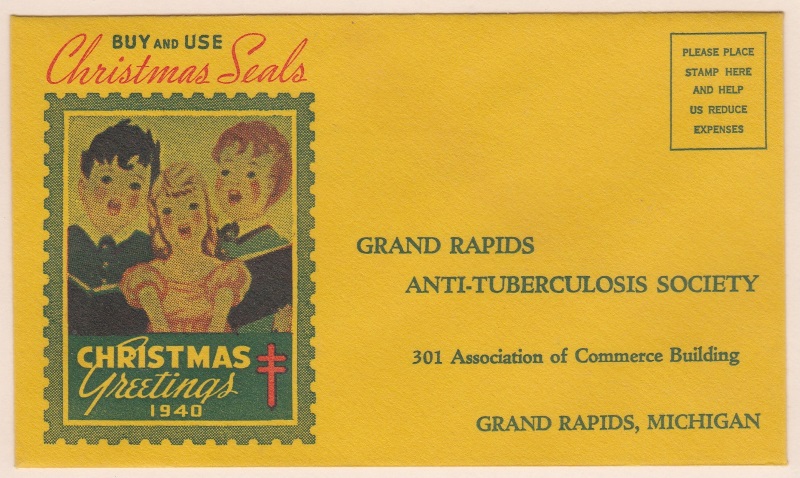 BUY AND USE
Christmas Seals
CHRISTMAS
Greetings
1940
PLEASE PLACE
STAMP HERE
AND HELP
US REDUCE
EXPENSES
GRAND RAPIDS
ANTI-TUBERCULOSIS SOCIETY
301 Association of Commerce Building
GRAND RAPIDS, MICHIGAN